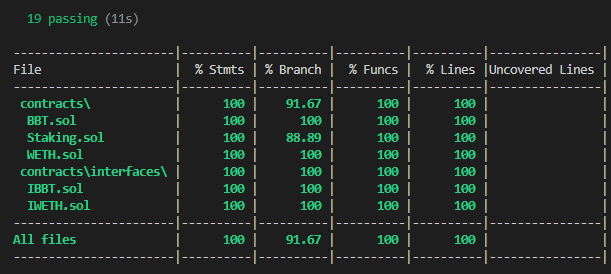 19 passing (11s)
-----------------------|----------|----------|----------|----------|----------------|
File                   |  % Stmts | % Branch |  % Funcs |  % Lines |Uncovered Lines |
-----------------------|----------|----------|----------|----------|----------------|
 contracts\            |      100 |    91.67 |      100 |      100 |                |
  BBT.sol              |      100 |      100 |      100 |      100 |                |
  Staking.sol          |      100 |    88.89 |      100 |      100 |                |
  WETH.sol             |      100 |      100 |      100 |      100 |                |
 contracts\interfaces\ |      100 |      100 |      100 |      100 |                |
  IBBT.sol             |      100 |      100 |      100 |      100 |                |
  IWETH.sol            |      100 |      100 |      100 |      100 |                |
-----------------------|----------|----------|----------|----------|----------------|
All files              |      100 |    91.67 |      100 |      100 |                |
-----------------------|----------|----------|----------|----------|----------------|